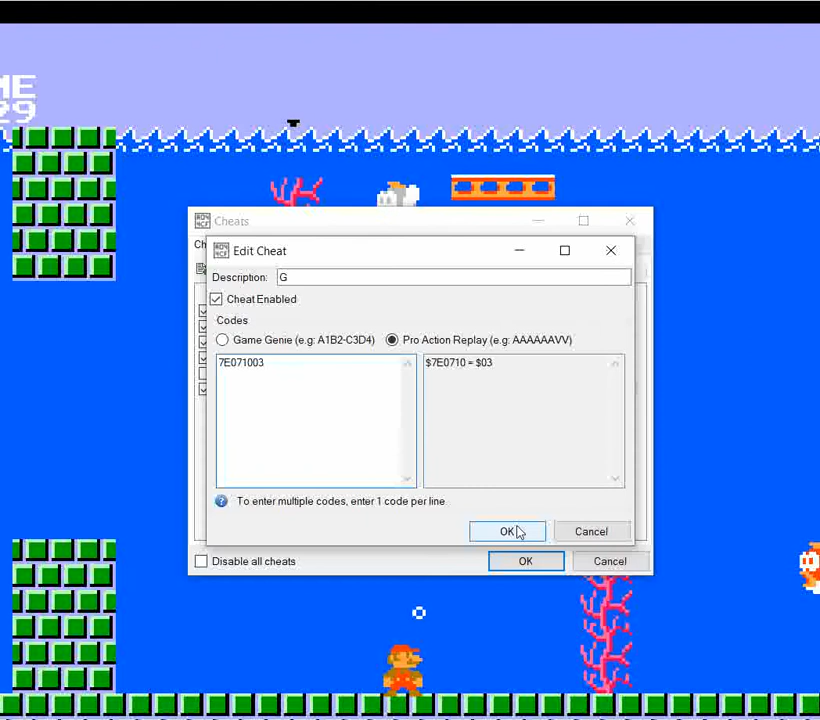 ME
29
Cheats
Edit Cheat
Description: G
Cheat Enabled
Codes
Game Genie (e.g: A1B2-C3D4) Pro Action Replay (e.g: AAAAAAVV)
7E071003 $7E0710 = $03
To enter multiple codes, enter 1 code per line.
OK Cancel
Disable all cheats OK Cancel